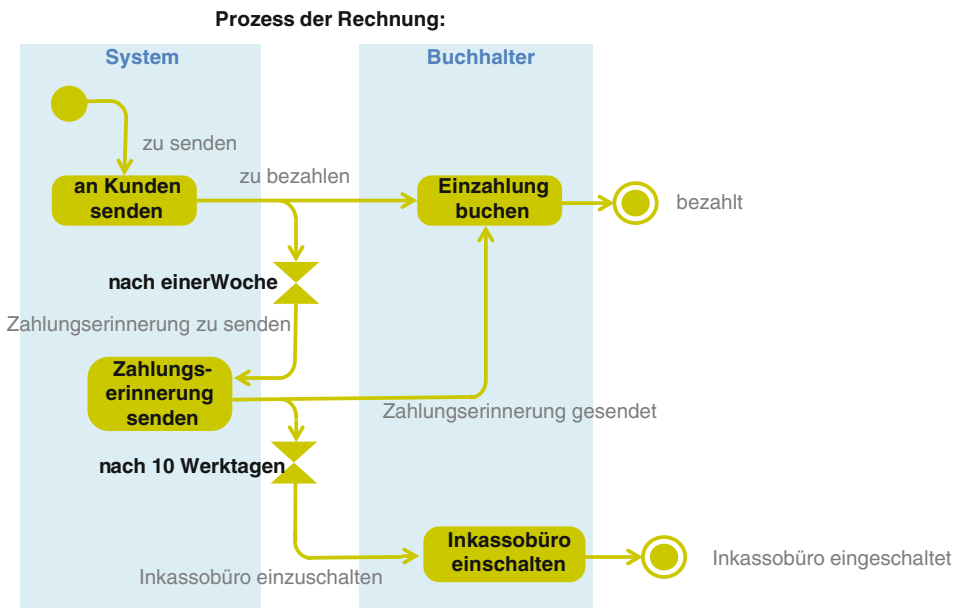 Prozess der Rechnung:
System
Buchhalter
zu senden
an Kunden
senden
zu bezahlen
Einzahlung
buchen
bezahlt
nach einerWoche
Zahlungserinnerung zu senden
Zahlungs-
erinnerung
senden
Zahlungserinnerung gesendet
nach 10 Werktagen
Inkassobüro
einschalten
Inkassobüro einzuschalten
Inkassobüro eingeschaltet